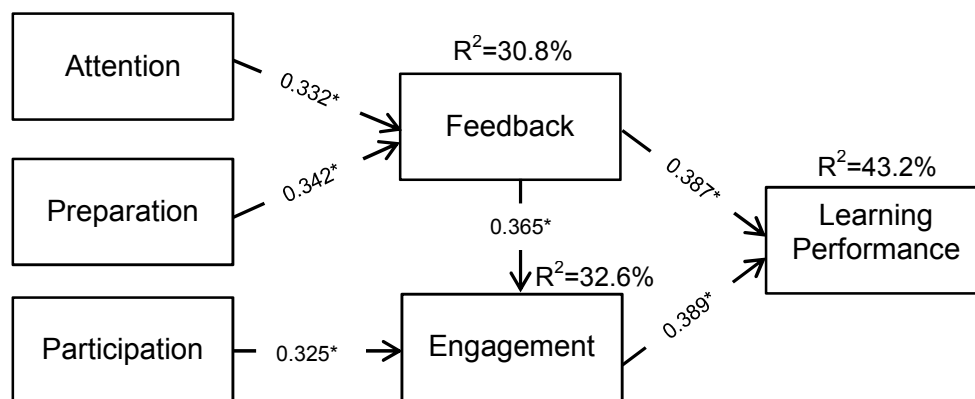 Attention
0.332*
R²=30.8%
Feedback
Preparation
0.342*
0.387*
R²=43.2%
Learning
Performance
0.365*
R²=32.6%
Participation
0.325*
Engagement
0.389*